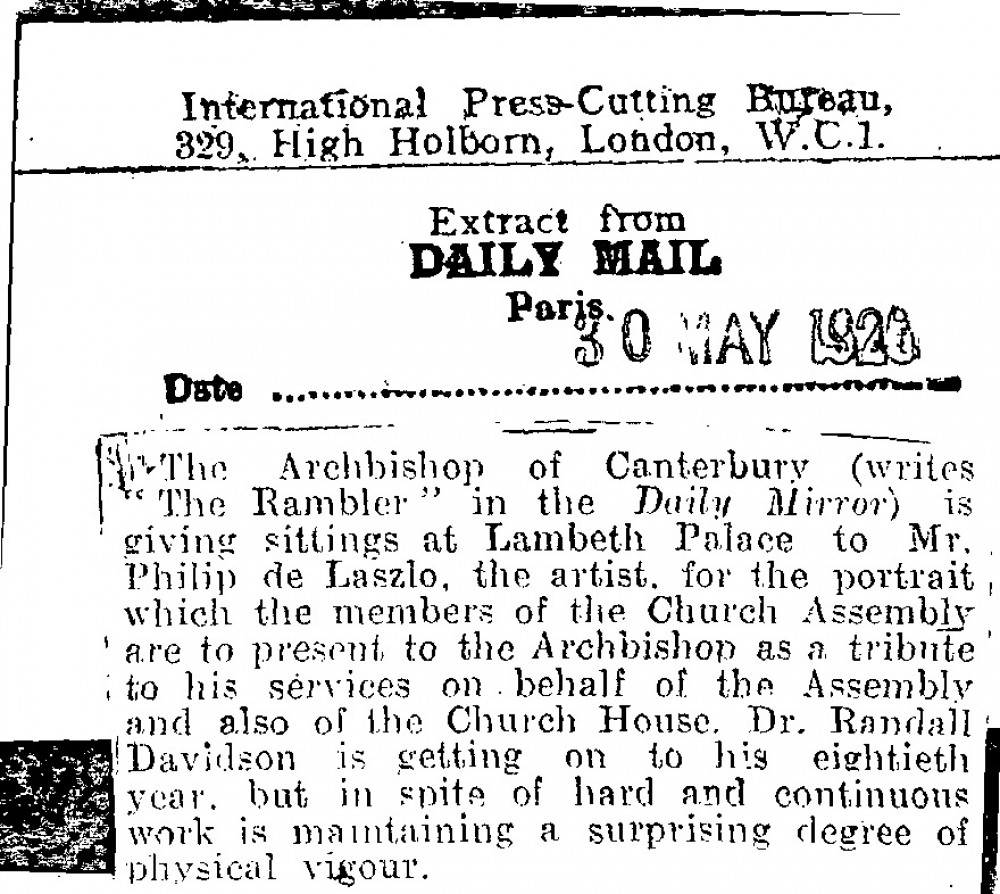 International Press-Cutting Bureau,
329, High Holborn, London, W.C.1.
Extract from
DAILY MAIL
Paris.
30 MAY
Date
The Archbishop of Canterbury (writes
"The Rambler" in the Daily Mirror) is
giving sittings at Lambeth Palace to Mr.
Philip de Laszlo, the artist, for the portrait
which the members of the Church Assembly
are to present to the Archbishop as a tribute
to his services on behalf of the Assembly
and also of the Church House. Dr. Randall
Davidson is getting on to his eightieth
year, but in spite of hard and continuous
work is maintaining a surprising degree of
physical vigour.